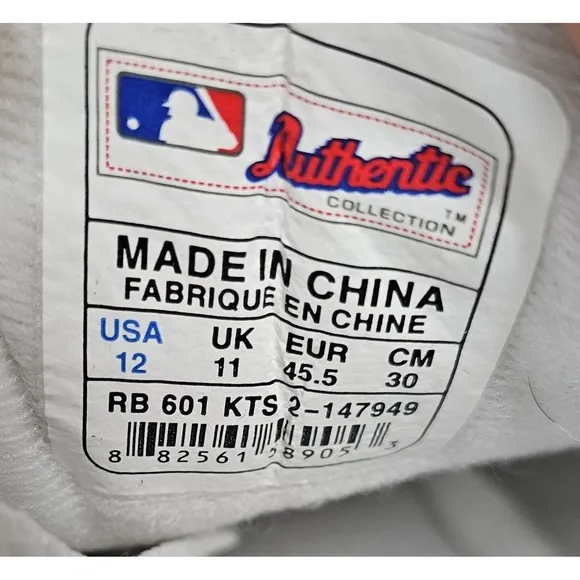 Authentic
COLLECTION™
MADE IN CHINA
FABRIQUE EN CHINE
USA UK EUR CM
12 11 45.5 30
RB 601 KTS 2-147949
8 82561 28905 3